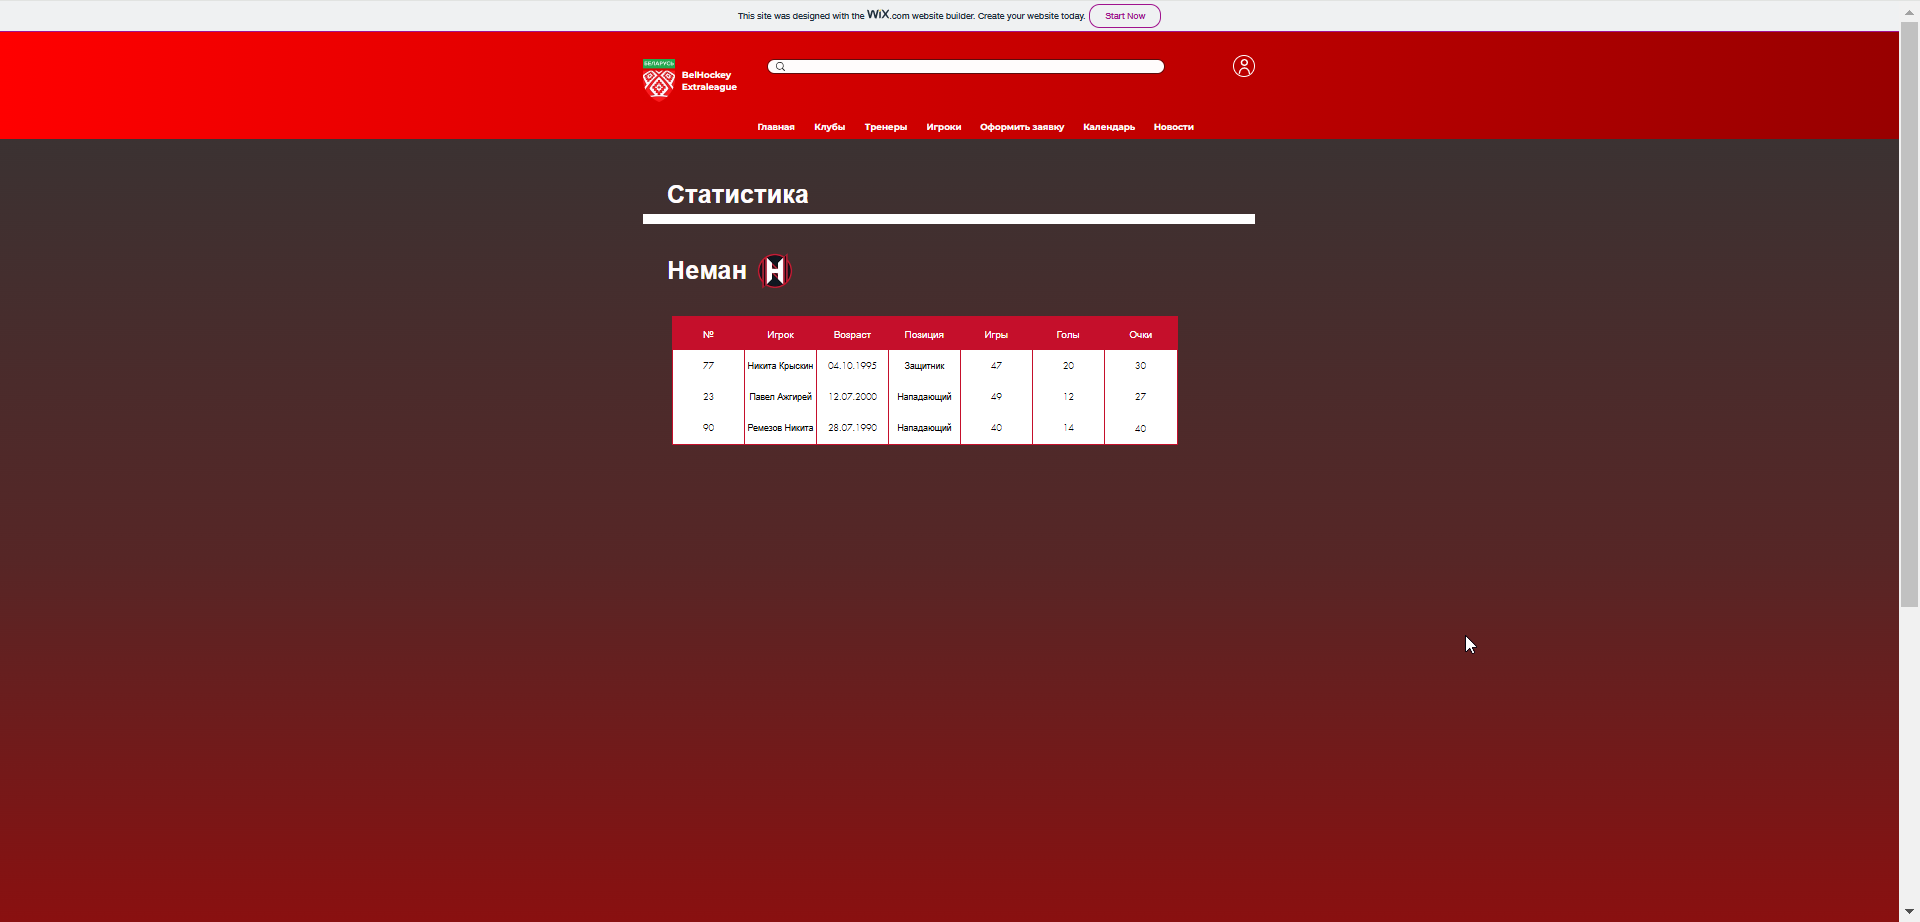 This site was designed with the WiX.com website builder. Create your website today. Start Now
БЕЛАРУСЬ
BelHockey
Extraleague
Главная Клубы Тренеры Игроки Оформить заявку Календарь Новости
Статистика
Неман Н
№ Игрок Возраст Позиция Игры Голы Очки
77 Никита Крыскин 04.10.1995 Защитник 47 20 30
23 Павел Ажгирей 12.07.2000 Нападающий 49 12 27
90 Ремезов Никита 28.07.1990 Нападающий 40 14 40